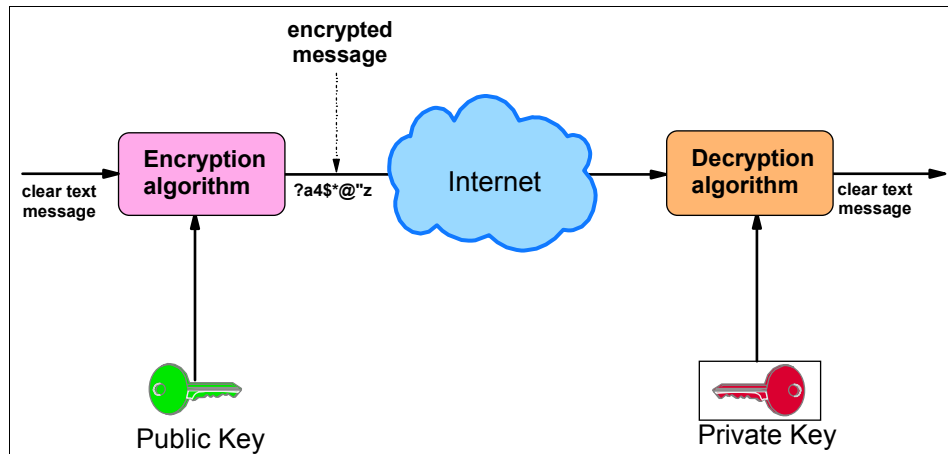 encrypted
message
Encryption
algorithm
clear text
message
?a4$*@"z
Internet
Decryption
algorithm
clear text
message
Public Key
Private Key